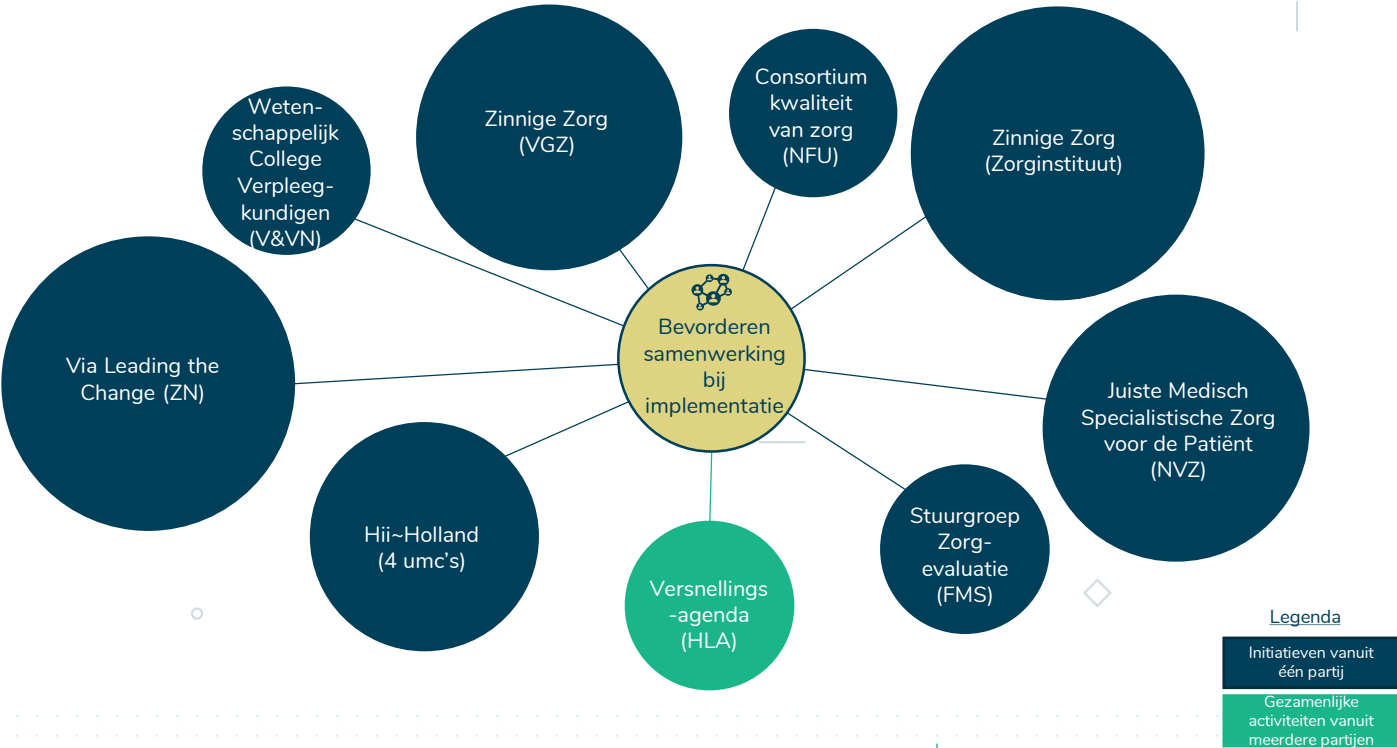 Weten-
schappelijk
College
Verpleeg-
kundigen
(V&VN)
Zinnige Zorg
(VGZ)
Consortium
kwaliteit
van zorg
(NFU)
Zinnige Zorg
(Zorginstituut)
Via Leading the
Change (ZN)
Bevorderen
samenwerking
bij
implementatie
Juiste Medisch
Specialistische Zorg
voor de Patiënt
(NVZ)
Hii~Holland
(4 umc's)
Versnellings
-agenda
(HLA)
Stuurgroep
Zorg-
evaluatie
(FMS)
Legenda
Initiatieven vanuit
één partij
Gezamenlijke
activiteiten vanuit
meerdere partijen